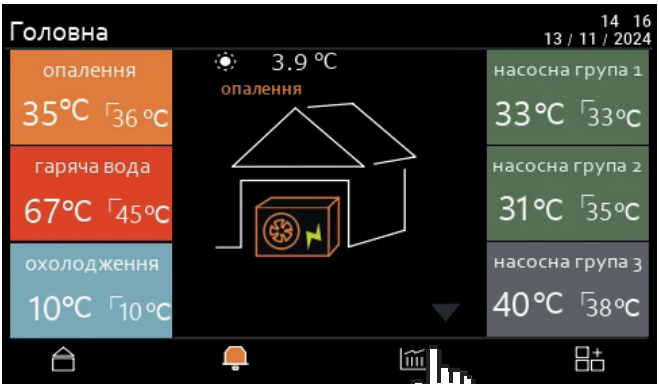 Головна
14 16
13 / 11 / 2024
опалення
35°C 36°C
гаряча вода
67°C 45°C
охолодження
10°C 10°C
3.9 °C
опалення
насосна група 1
33°C 33°C
насосна група 2
31°C 35°C
насосна група 3
40°C 38°C